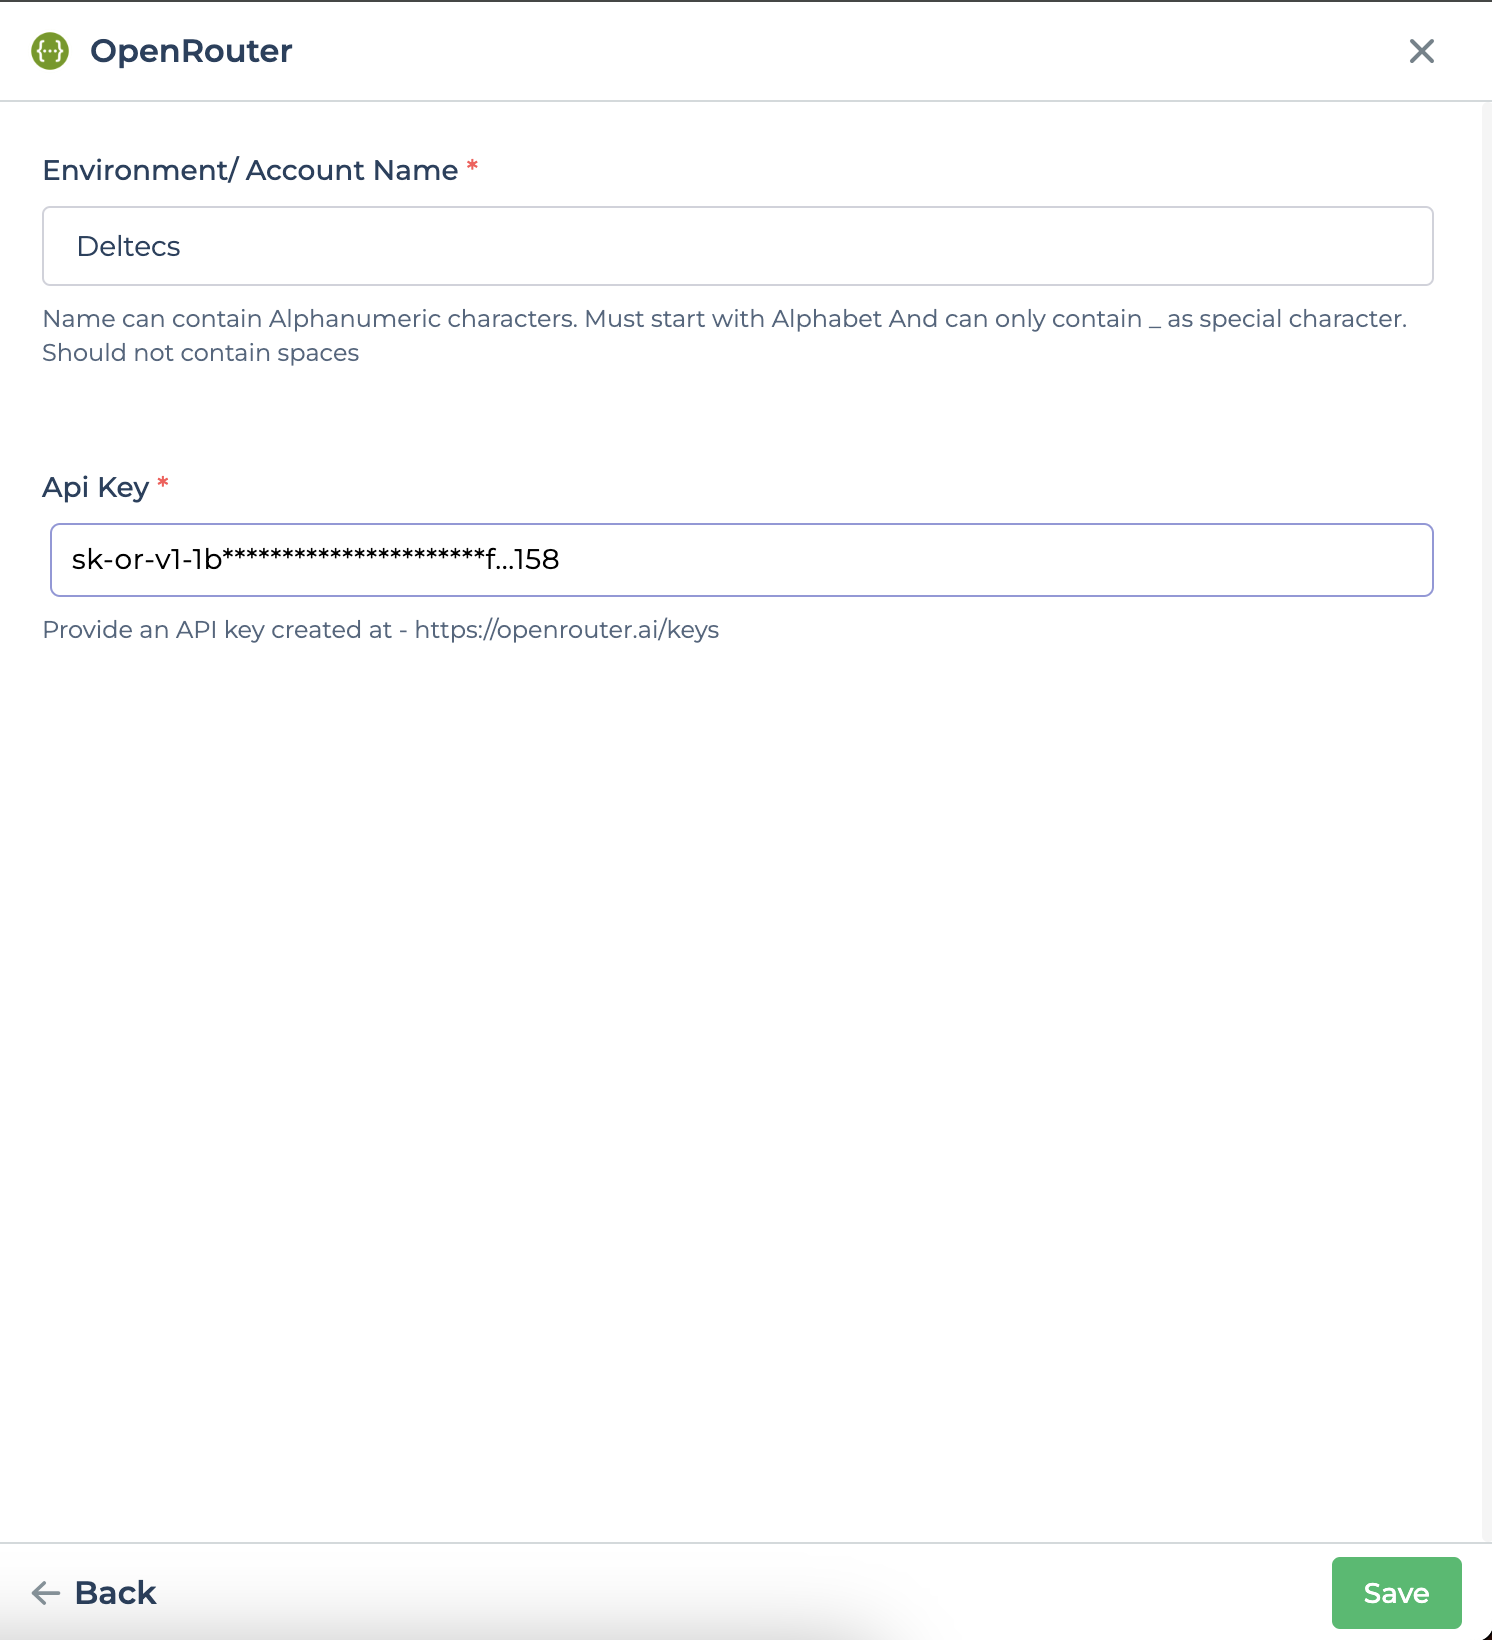 OpenRouter
Environment/ Account Name *
Deltecs
Name can contain Alphanumeric characters. Must start with Alphabet And can only contain _ as special character.
Should not contain spaces
Api Key *
sk-or-v1-1b**********************f...158
Provide an API key created at - https://openrouter.ai/keys
Back
Save